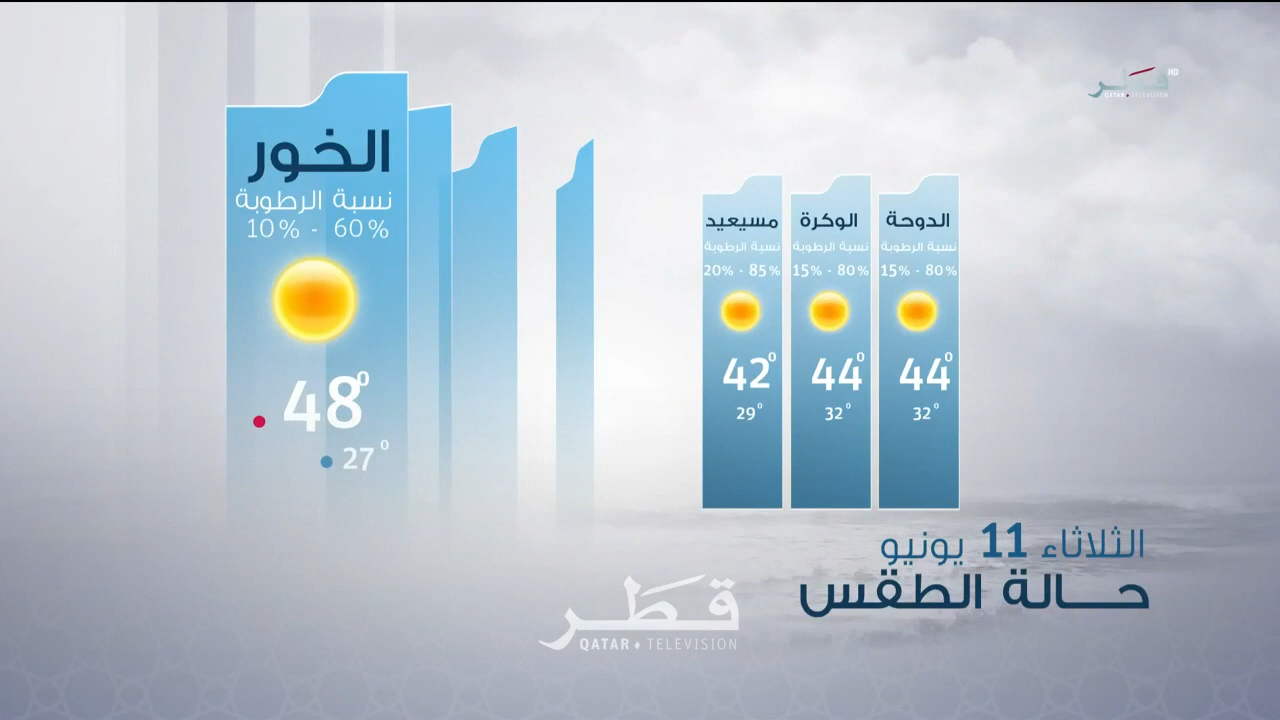 قطر HD
QATAR TELEVISION
الدوحة
نسبة الرطوبة
15% - 80%
44°
32°
الوكرة
نسبة الرطوبة
15% - 80%
44°
32°
مسيعيد
نسبة الرطوبة
20% - 85%
42°
29°
الخور
نسبة الرطوبة
10% - 60%
48°
27°
الثلاثاء 11 يونيو
حالة الطقس
قطر
QATAR TELEVISION